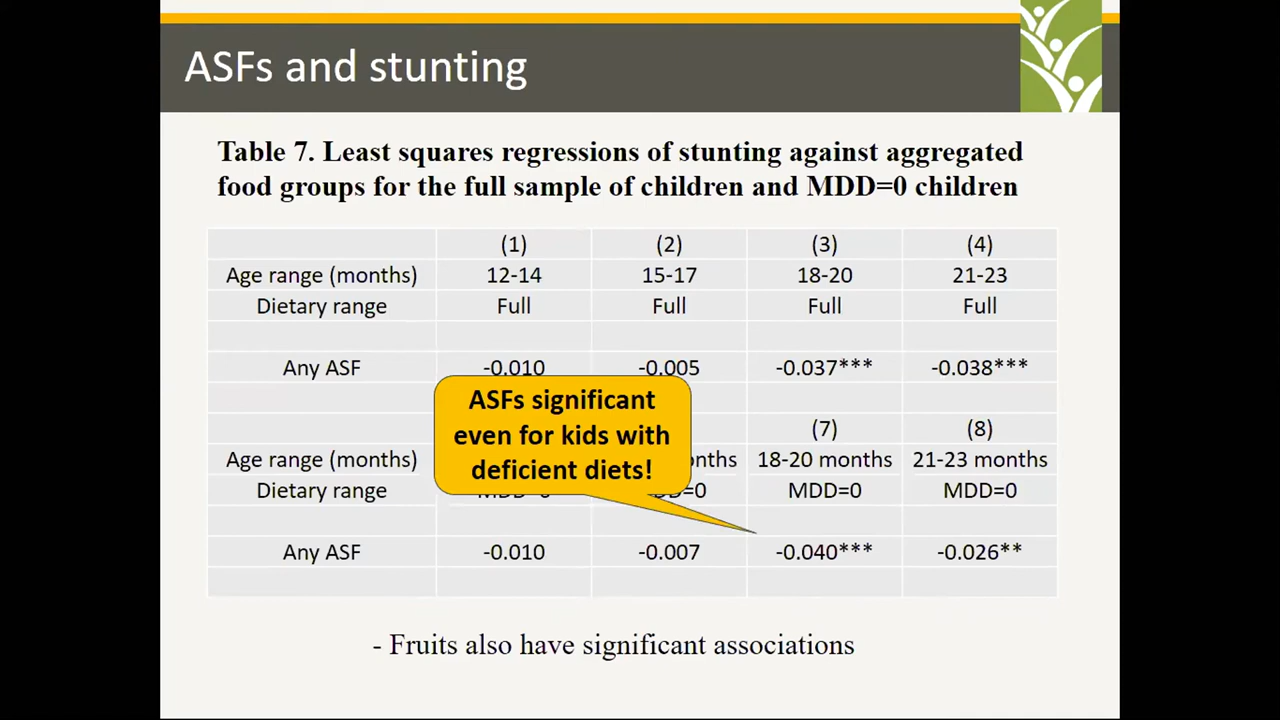 ASFs and stunting
Table 7. Least squares regressions of stunting against aggregated
food groups for the full sample of children and MDD=0 children
(1) (2) (3) (4)
Age range (months) 12-14 15-17 18-20 21-23
Dietary range Full Full Full Full
Any ASF -0.010 -0.005 -0.037*** -0.038***
ASFs significant
even for kids with
deficient diets!
(7) (8)
Age range (months) 18-20 months 21-23 months
Dietary range MDD=0 MDD=0
Any ASF -0.010 -0.007 -0.040*** -0.026**
- Fruits also have significant associations